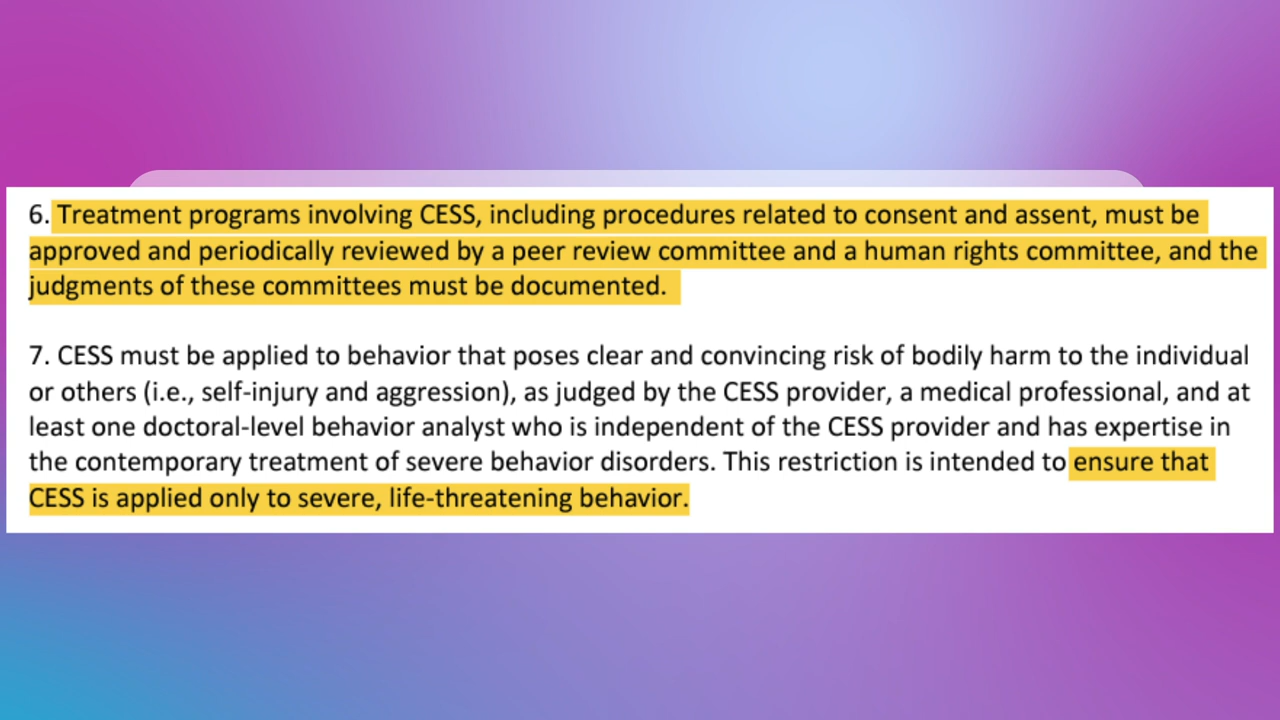 6. Treatment programs involving CESS, including procedures related to consent and assent, must be
approved and periodically reviewed by a peer review committee and a human rights committee, and the
judgments of these committees must be documented.
7. CESS must be applied to behavior that poses clear and convincing risk of bodily harm to the individual
or others (i.e., self-injury and aggression), as judged by the CESS provider, a medical professional, and at
least one doctoral-level behavior analyst who is independent of the CESS provider and has expertise in
the contemporary treatment of severe behavior disorders. This restriction is intended to ensure that
CESS is applied only to severe, life-threatening behavior.